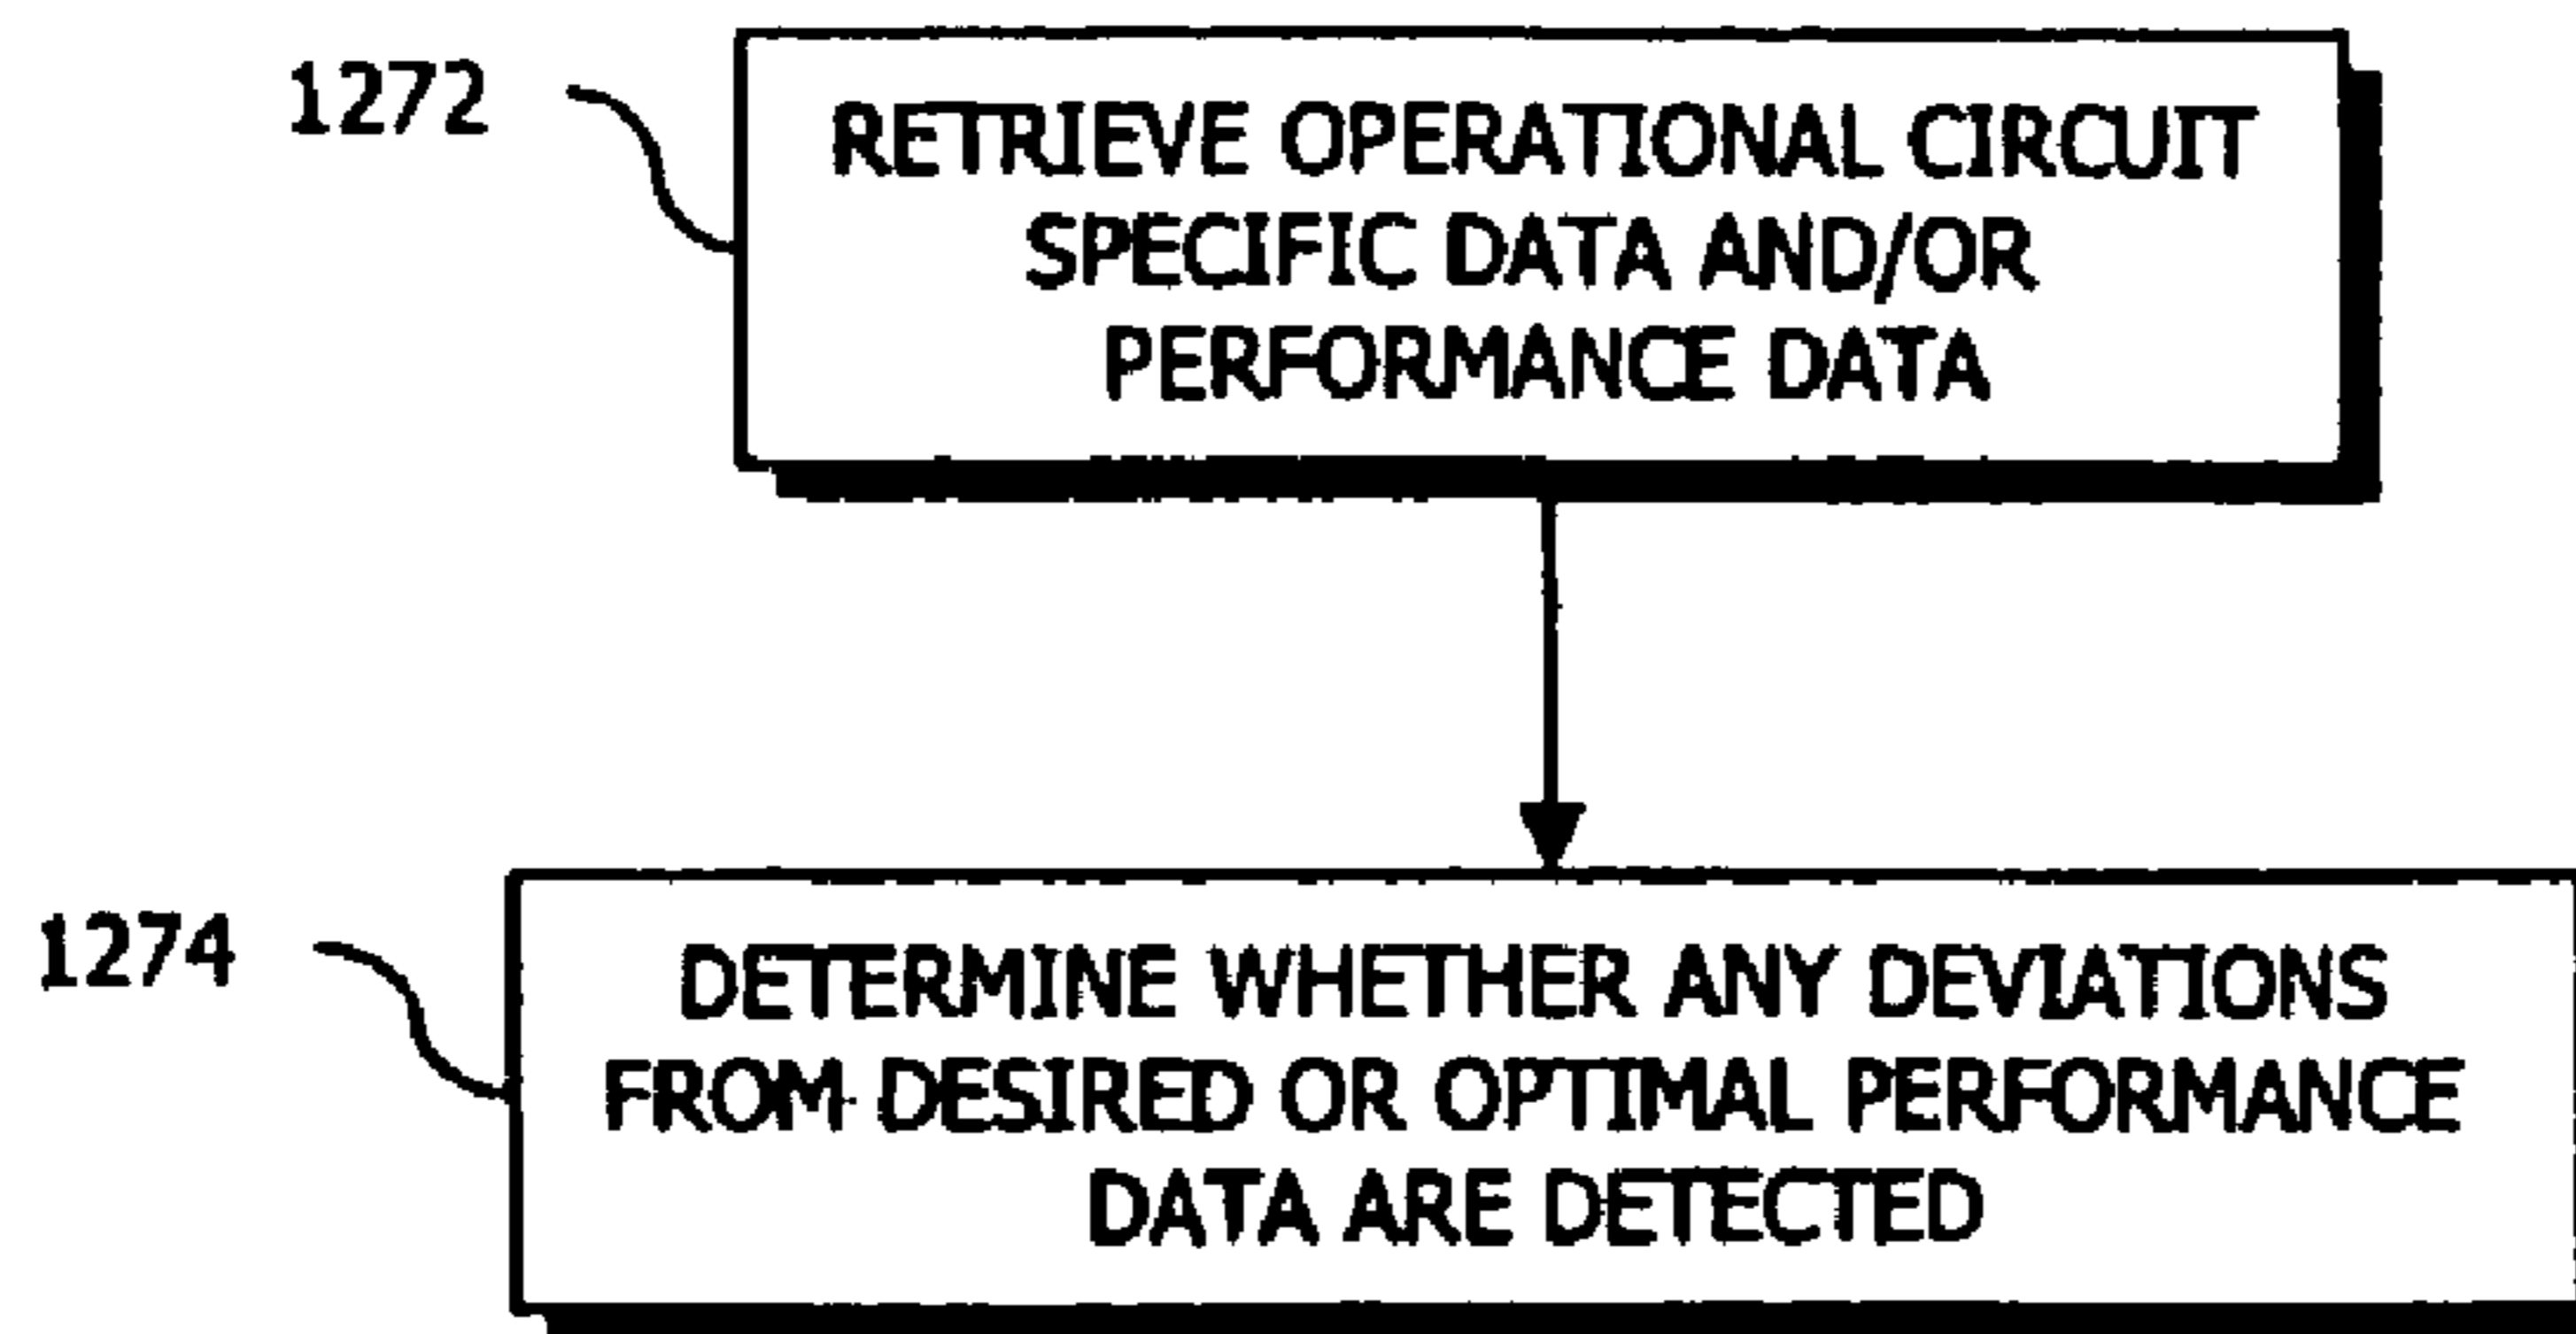 1272
RETRIEVE OPERATIONAL CIRCUIT
SPECIFIC DATA AND/OR
PERFORMANCE DATA
1274
DETERMINE WHETHER ANY DEVIATIONS
FROM DESIRED OR OPTIMAL PERFORMANCE
DATA ARE DETECTED